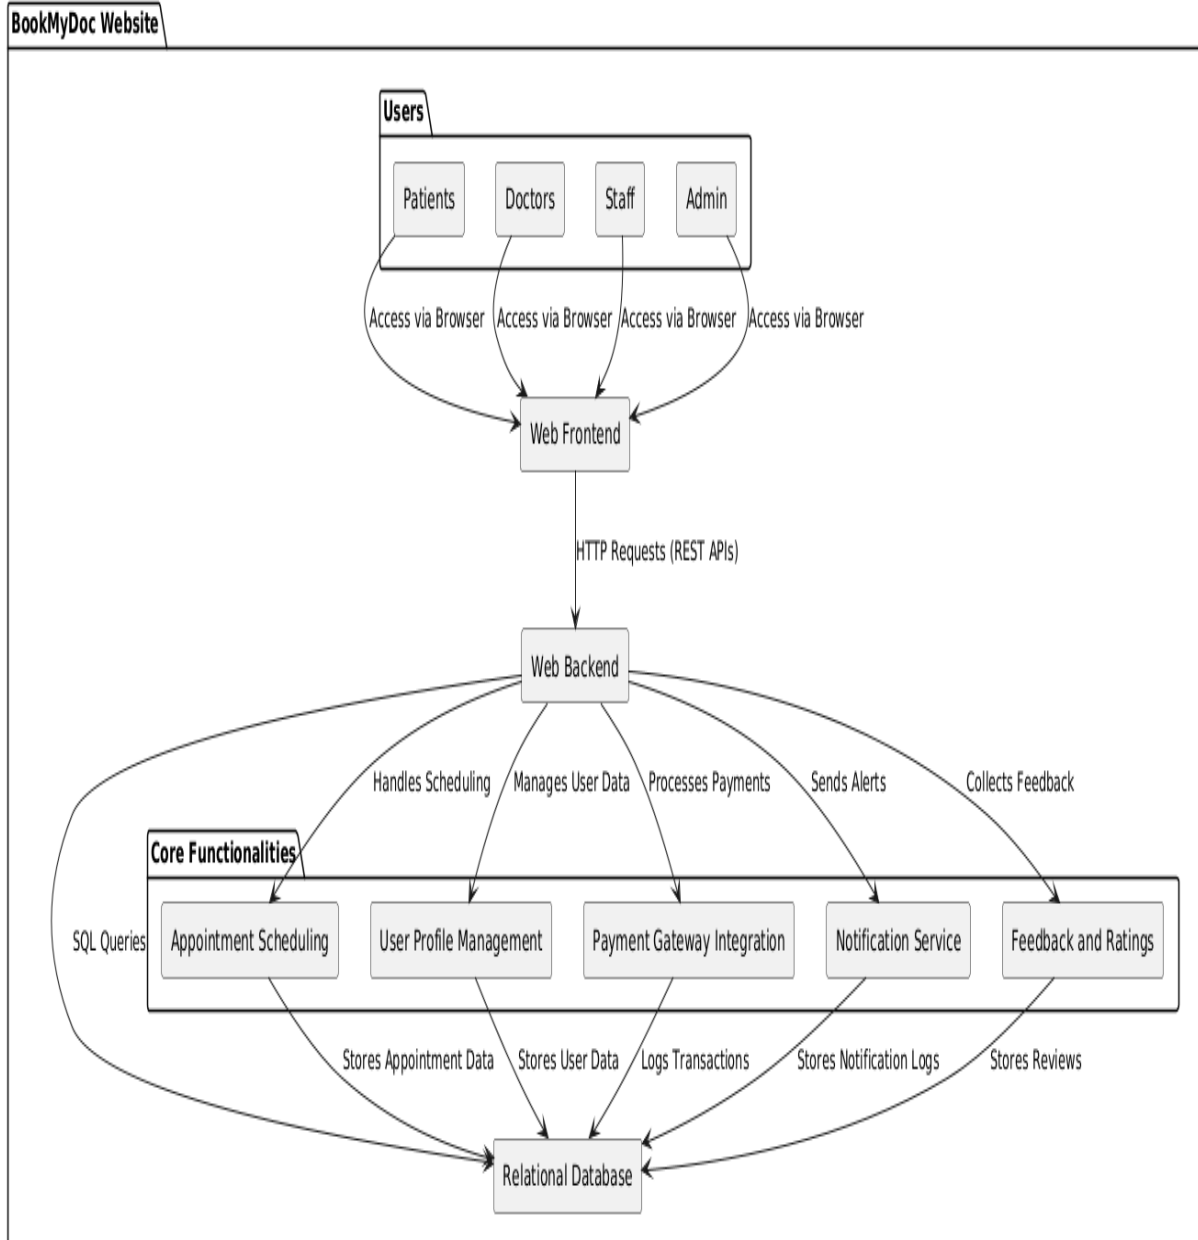 BookMyDoc Website
Users
Patients
Doctors
Staff
Admin
Access via Browser
Access via Browser
Access via Browser
Access via Browser
Web Frontend
HTTP Requests (REST APIs)
Web Backend
Handles Scheduling
Manages User Data
Processes Payments
Sends Alerts
Collects Feedback
Core Functionalities
SQL Queries
Appointment Scheduling
User Profile Management
Payment Gateway Integration
Notification Service
Feedback and Ratings
Stores Appointment Data
Stores User Data
Logs Transactions
Stores Notification Logs
Stores Reviews
Relational Database